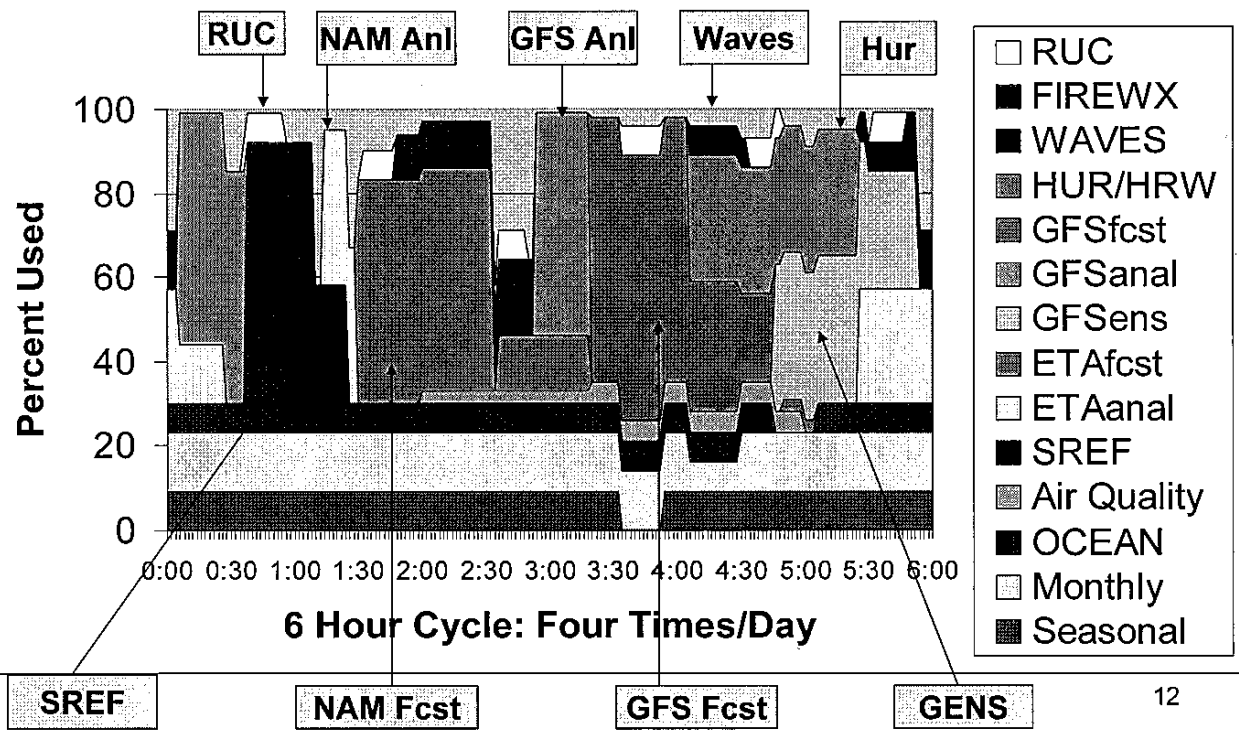 RUC
NAM Anl
GFS Anl
Waves
Hur
Percent Used
100
80
60
40
20
0
0:00 0:30 1:00 1:30 2:00 2:30 3:00 3:30 4:00 4:30 5:00 5:30 6:00
6 Hour Cycle: Four Times/Day
RUC
FIREWX
WAVES
HUR/HRW
GFSfcst
GFSanal
GFSens
ETAfcst
ETAanal
SREF
Air Quality
OCEAN
Monthly
Seasonal
SREF
NAM Fcst
GFS Fcst
GENS
12